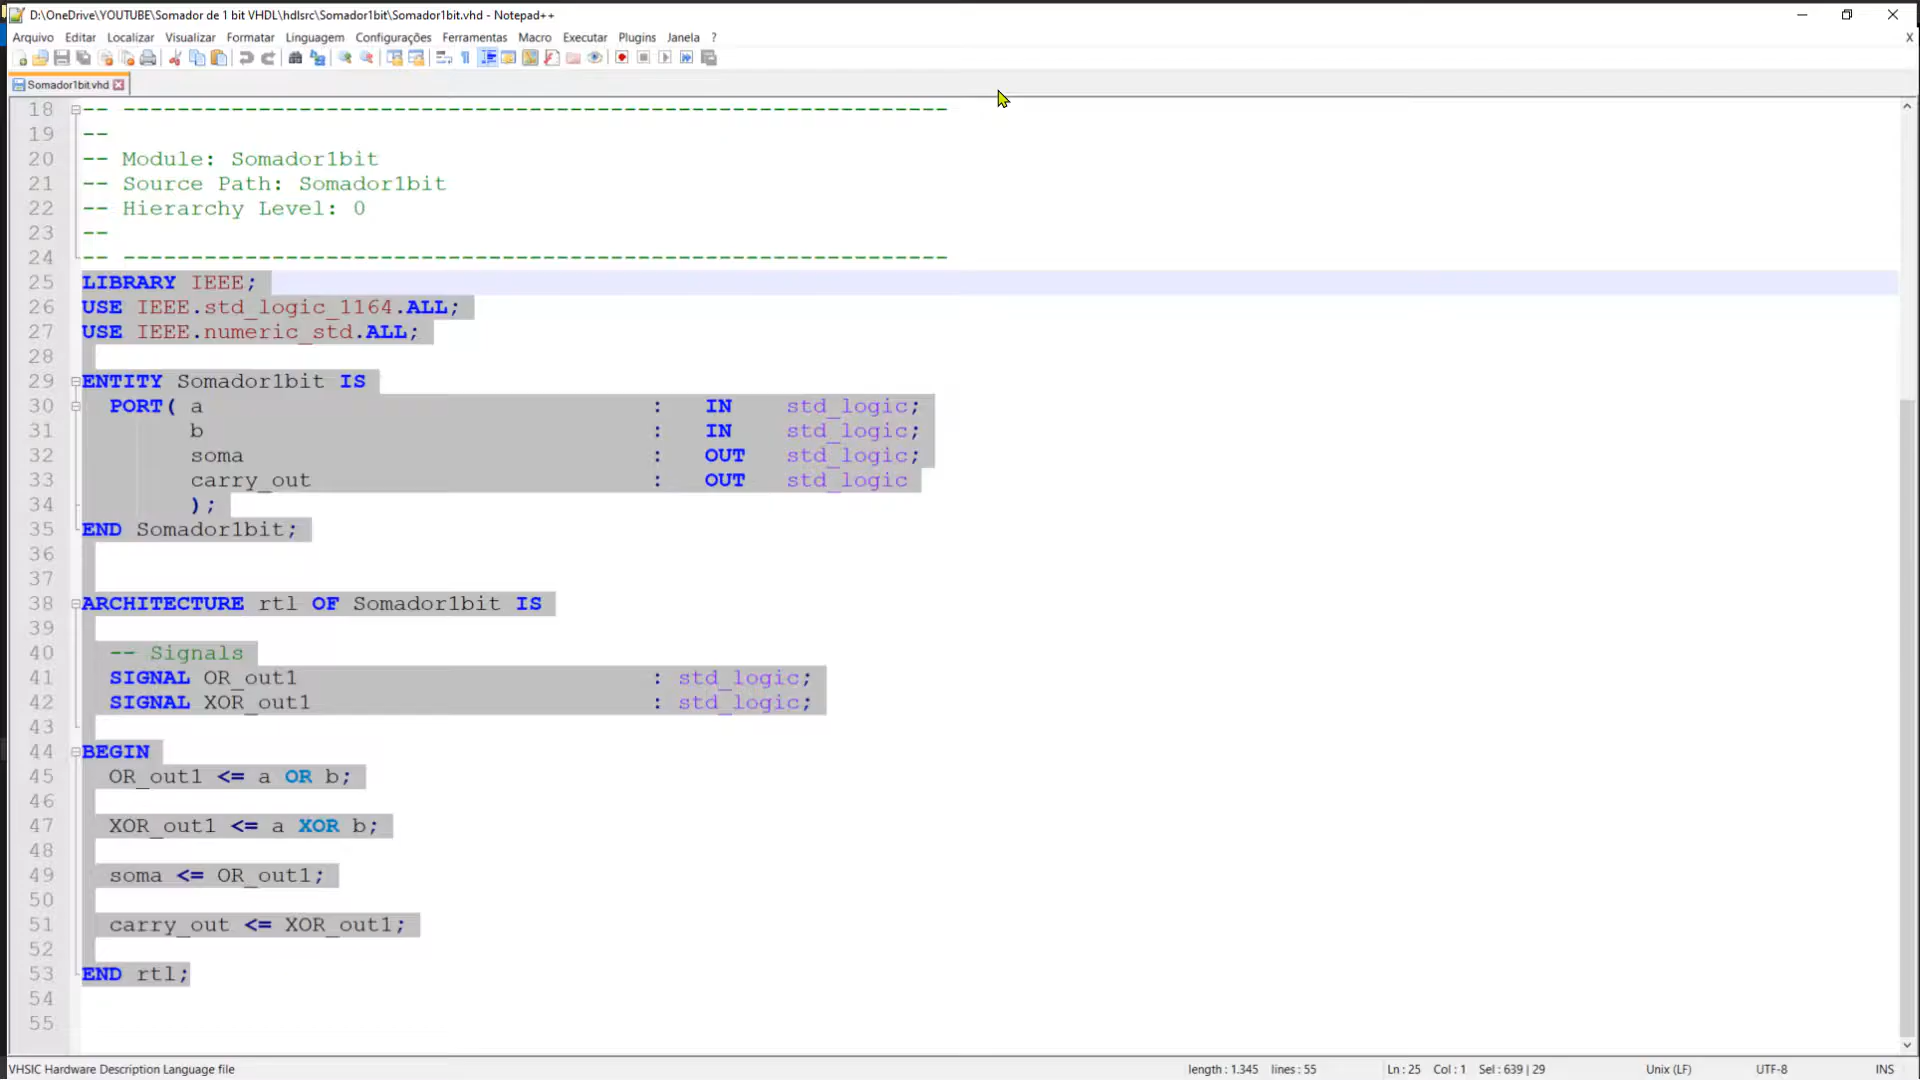 D:\OneDrive\YOUTUBE\Somador de 1 bit VHDL\hdlsrc\Somador1bit\Somador1bit.vhd - Notepad++
Arquivo Editar Localizar Visualizar Formatar Linguagem Configurações Ferramentas Macro Executar Plugins Janela ? X
Somador1bit.vhd
18 -- ----------------------------------------------------------------
19 --
20 -- Module: Somador1bit
21 -- Source Path: Somador1bit
22 -- Hierarchy Level: 0
23 --
24 -- ----------------------------------------------------------------
25 LIBRARY IEEE;
26 USE IEEE.std_logic_1164.ALL;
27 USE IEEE.numeric_std.ALL;
28
29 ENTITY Somador1bit IS
30 PORT( a : IN std_logic;
31 b : IN std_logic;
32 soma : OUT std_logic;
33 carry_out : OUT std_logic
34 );
35 END Somador1bit;
36
37
38 ARCHITECTURE rtl OF Somador1bit IS
39
40 -- Signals
41 SIGNAL OR_out1 : std_logic;
42 SIGNAL XOR_out1 : std_logic;
43
44 BEGIN
45 OR_out1 <= a OR b;
46
47 XOR_out1 <= a XOR b;
48
49 soma <= OR_out1;
50
51 carry_out <= XOR_out1;
52
53 END rtl;
54
55
VHSIC Hardware Description Language file length : 1.345 lines : 55 Ln : 25 Col : 1 Sel : 639 | 29 Unix (LF) UTF-8 INS